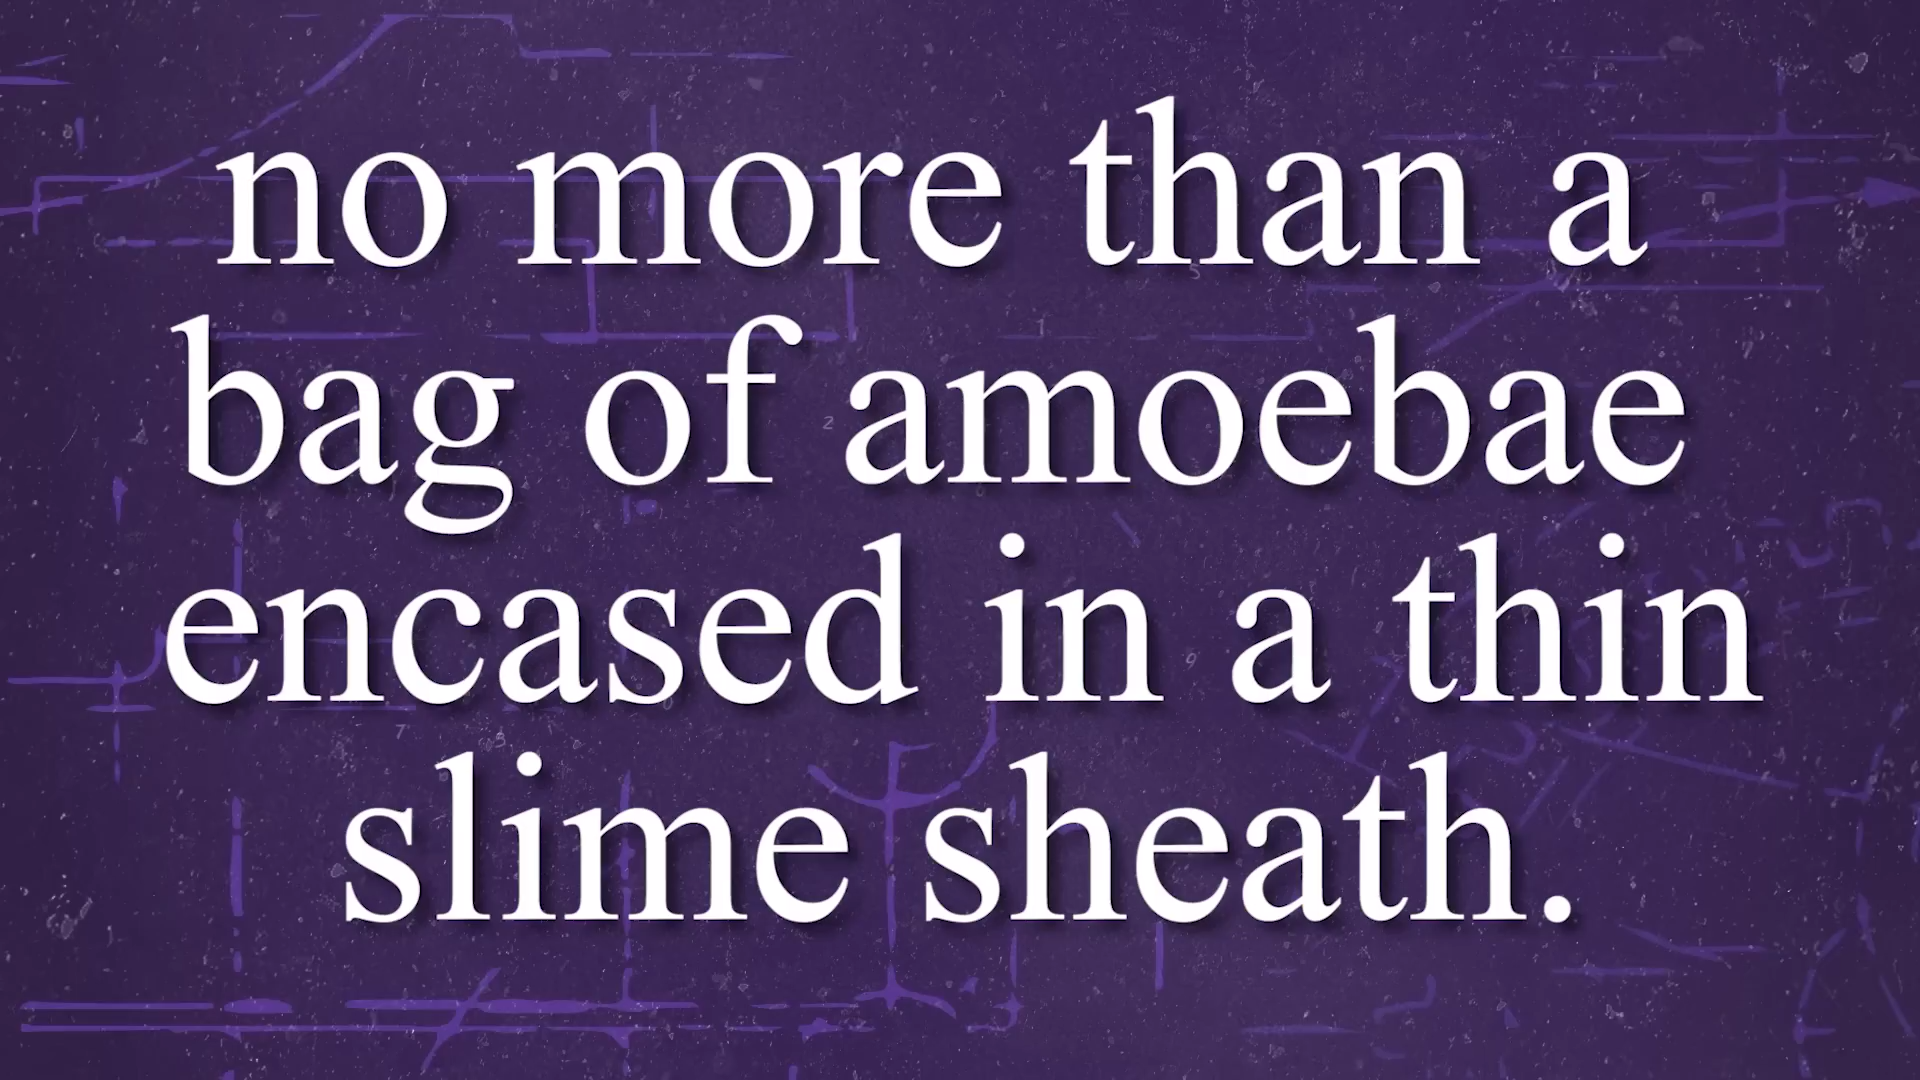 no more than a
bag of amoebae
encased in a thin
slime sheath.